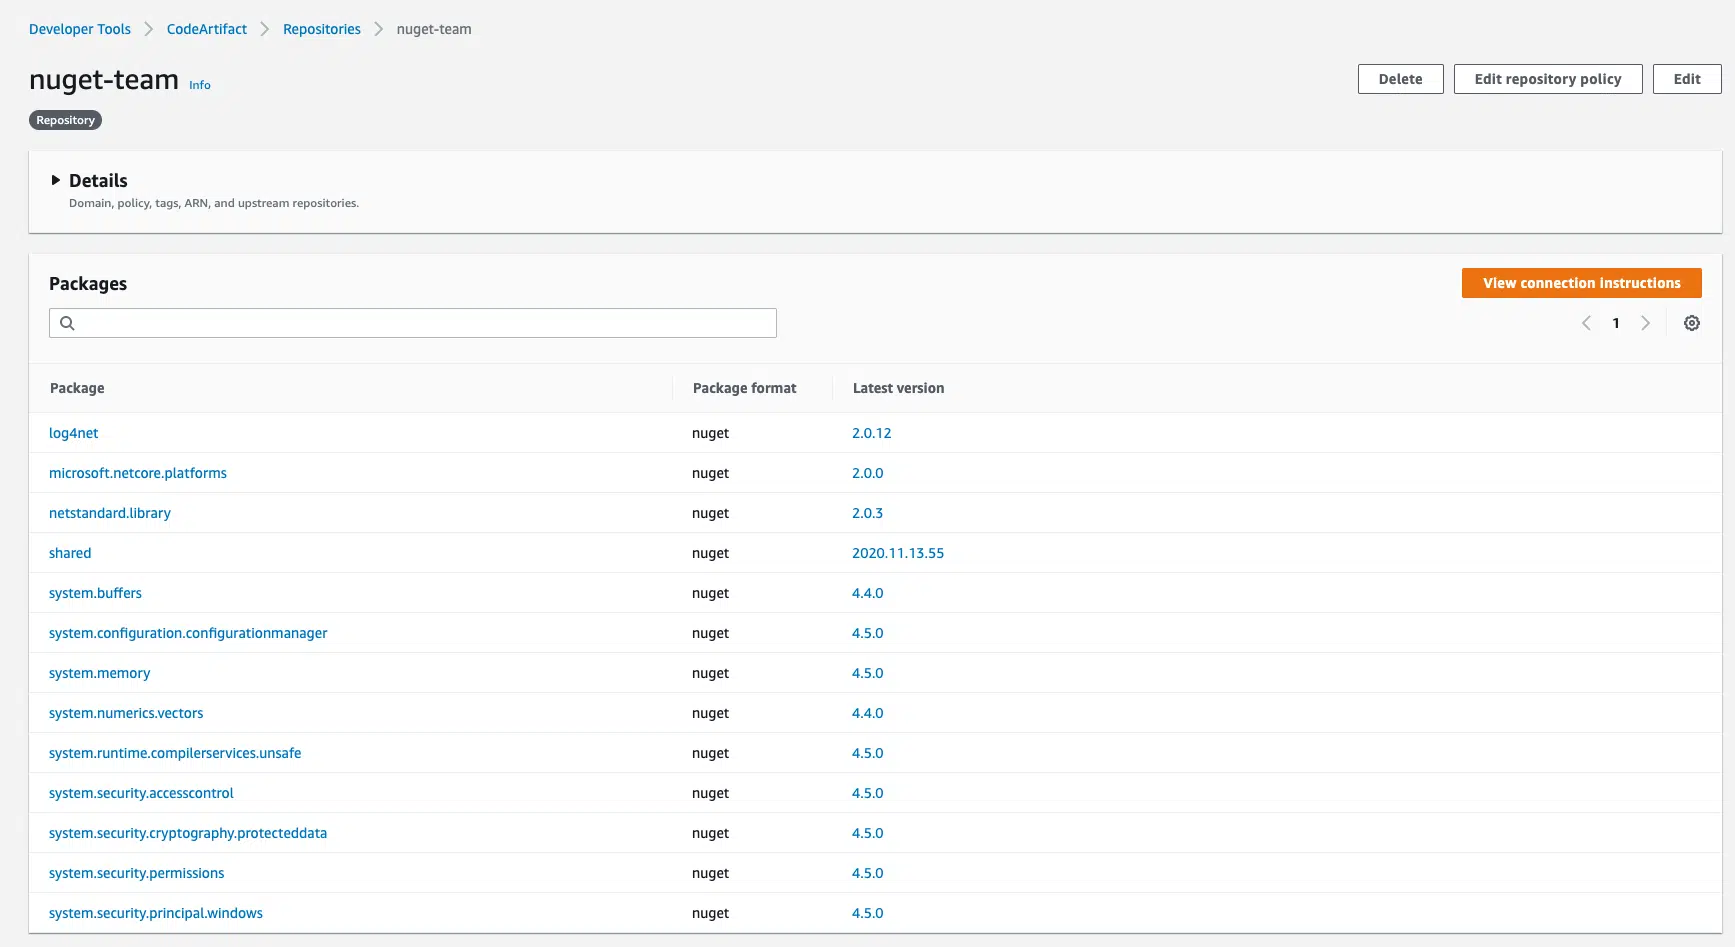 Developer Tools CodeArtifact Repositories nuget-team
nuget-team Info
Delete Edit repository policy Edit
Repository
Details
Domain, policy, tags, ARN, and upstream repositories.
Packages
View connection instructions
1
Package Package format Latest version
log4net nuget 2.0.12
microsoft.netcore.platforms nuget 2.0.0
netstandard.library nuget 2.0.3
shared nuget 2020.11.13.55
system.buffers nuget 4.4.0
system.configuration.configurationmanager nuget 4.5.0
system.memory nuget 4.5.0
system.numerics.vectors nuget 4.4.0
system.runtime.compilerservices.unsafe nuget 4.5.0
system.security.accesscontrol nuget 4.5.0
system.security.cryptography.protecteddata nuget 4.5.0
system.security.permissions nuget 4.5.0
system.security.principal.windows nuget 4.5.0